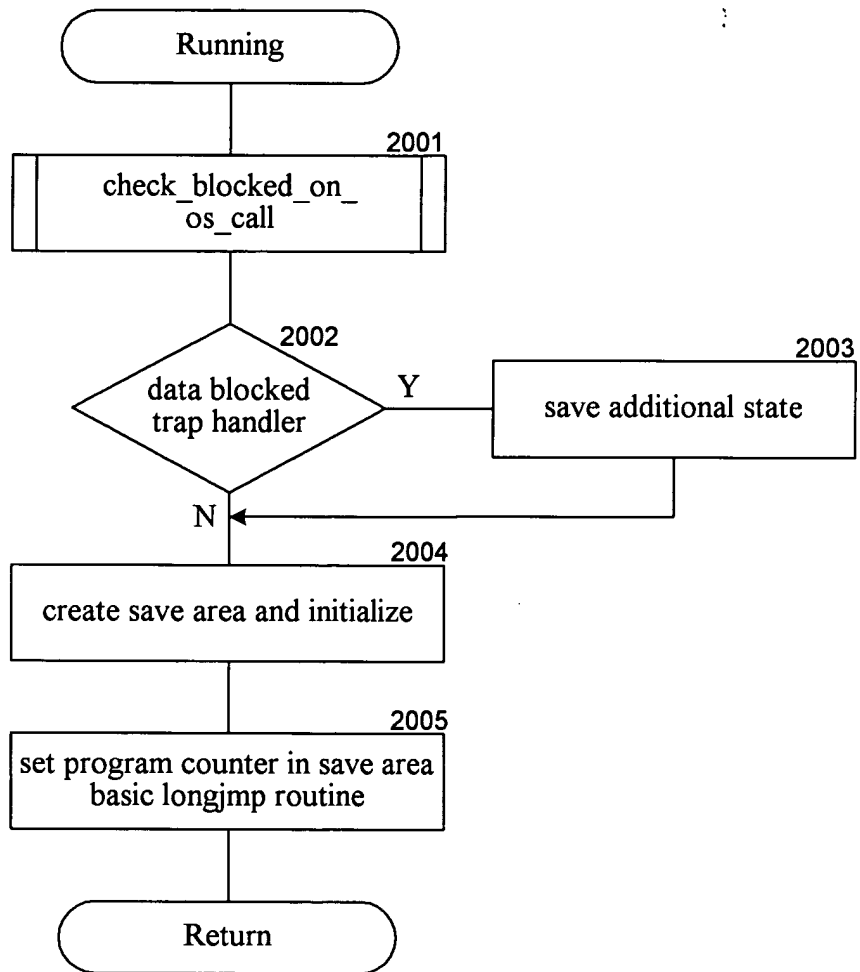 Running
2001
check_blocked_on_
os_call
2002
data blocked
trap handler
Y
2003
save additional state
N
2004
create save area and initialize
2005
set program counter in save area
basic longjmp routine
Return